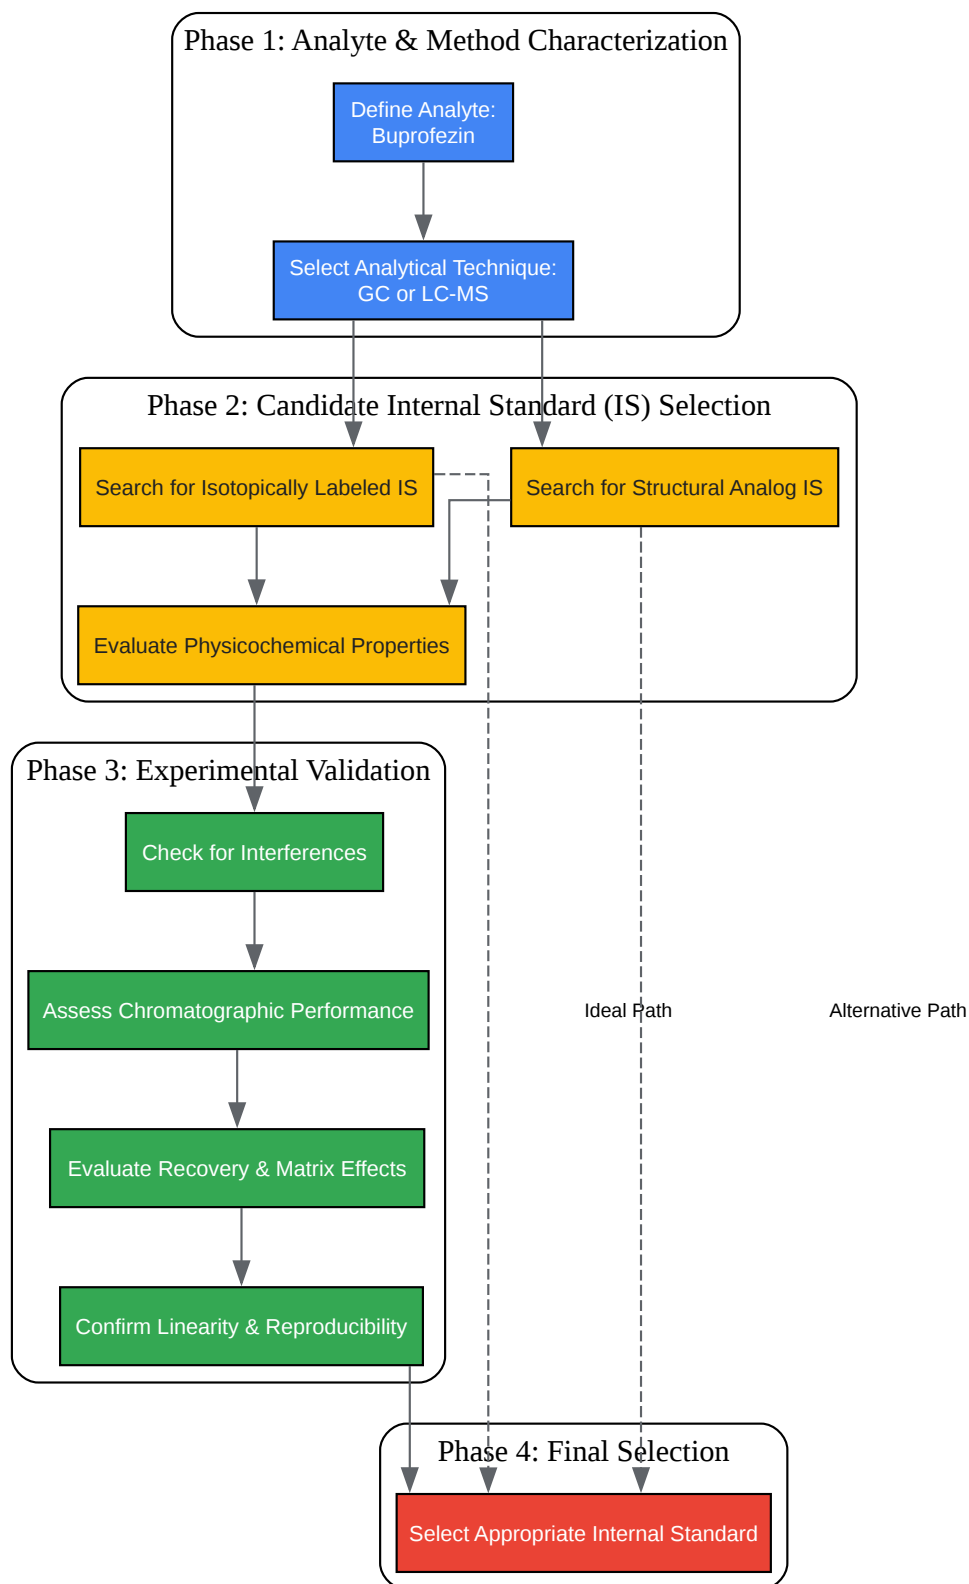 Phase 1: Analyte & Method Characterization
Define Analyte:
Buprofezin
Select Analytical Technique:
GC or LC-MS
Phase 2: Candidate Internal Standard (IS) Selection
Search for Isotopically Labeled IS
Search for Structural Analog IS
Evaluate Physicochemical Properties
Phase 3: Experimental Validation
Check for Interferences
Assess Chromatographic Performance
Ideal Path
Alternative Path
Evaluate Recovery & Matrix Effects
Confirm Linearity & Reproducibility
Phase 4: Final Selection
Select Appropriate Internal Standard